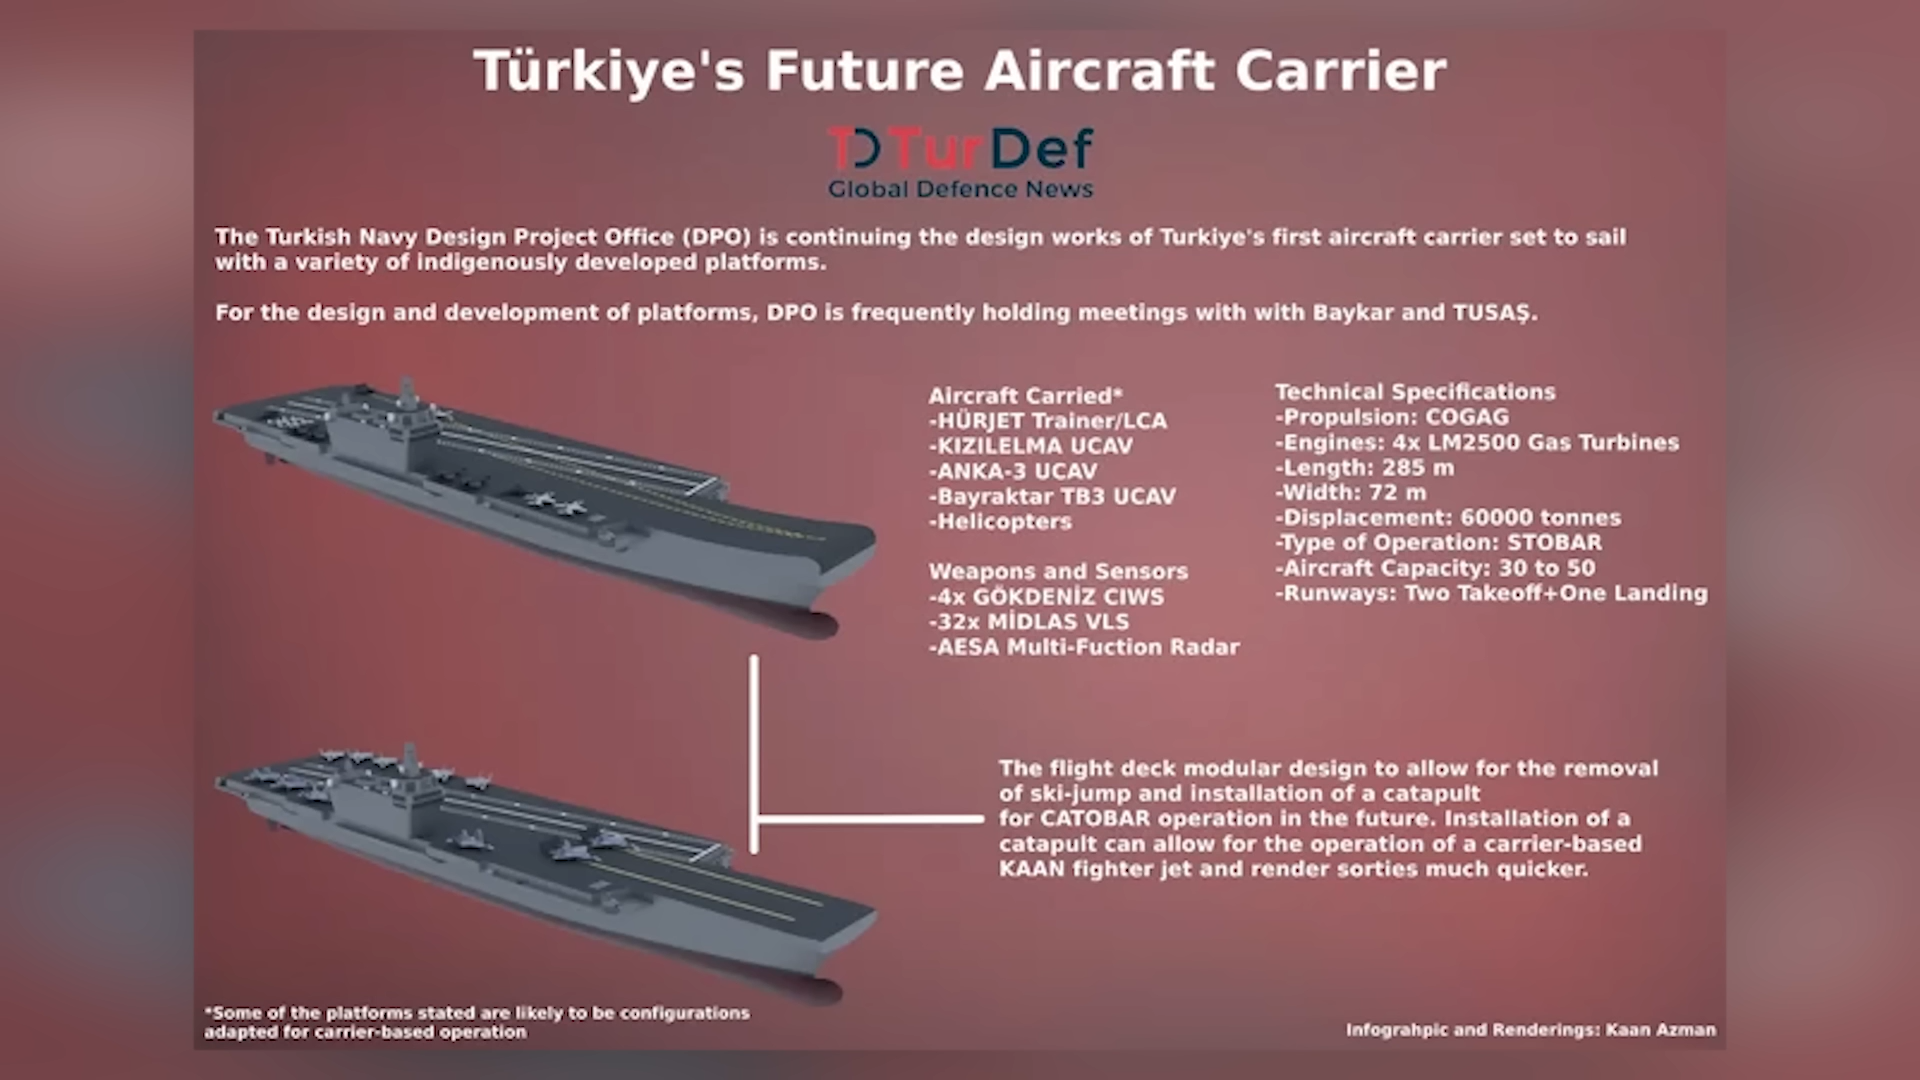 Türkiye's Future Aircraft Carrier
TD TurDef
Global Defence News
The Turkish Navy Design Project Office (DPO) is continuing the design works of Turkiye's first aircraft carrier set to sail
with a variety of indigenously developed platforms.
For the design and development of platforms, DPO is frequently holding meetings with with Baykar and TUSAŞ.
Aircraft Carried*
-HÜRJET Trainer/LCA
-KIZILELMA UCAV
-ANKA-3 UCAV
-Bayraktar TB3 UCAV
-Helicopters
Weapons and Sensors
-4x GÖKDENİZ CIWS
-32x MİDLAS VLS
-AESA Multi-Fuction Radar
Technical Specifications
-Propulsion: COGAG
-Engines: 4x LM2500 Gas Turbines
-Length: 285 m
-Width: 72 m
-Displacement: 60000 tonnes
-Type of Operation: STOBAR
-Aircraft Capacity: 30 to 50
-Runways: Two Takeoff+One Landing
The flight deck modular design to allow for the removal
of ski-jump and installation of a catapult
for CATOBAR operation in the future. Installation of a
catapult can allow for the operation of a carrier-based
KAAN fighter jet and render sorties much quicker.
*Some of the platforms stated are likely to be configurations
adapted for carrier-based operation
Infograhpic and Renderings: Kaan Azman